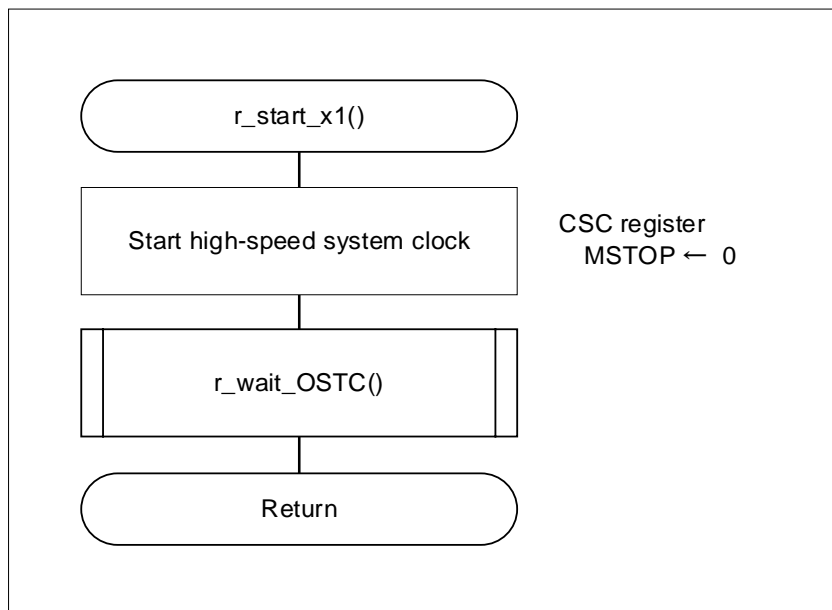 r_start_x1()
Start high-speed system clock
CSC register
MSTOP ← 0
r_wait_OSTC()
Return